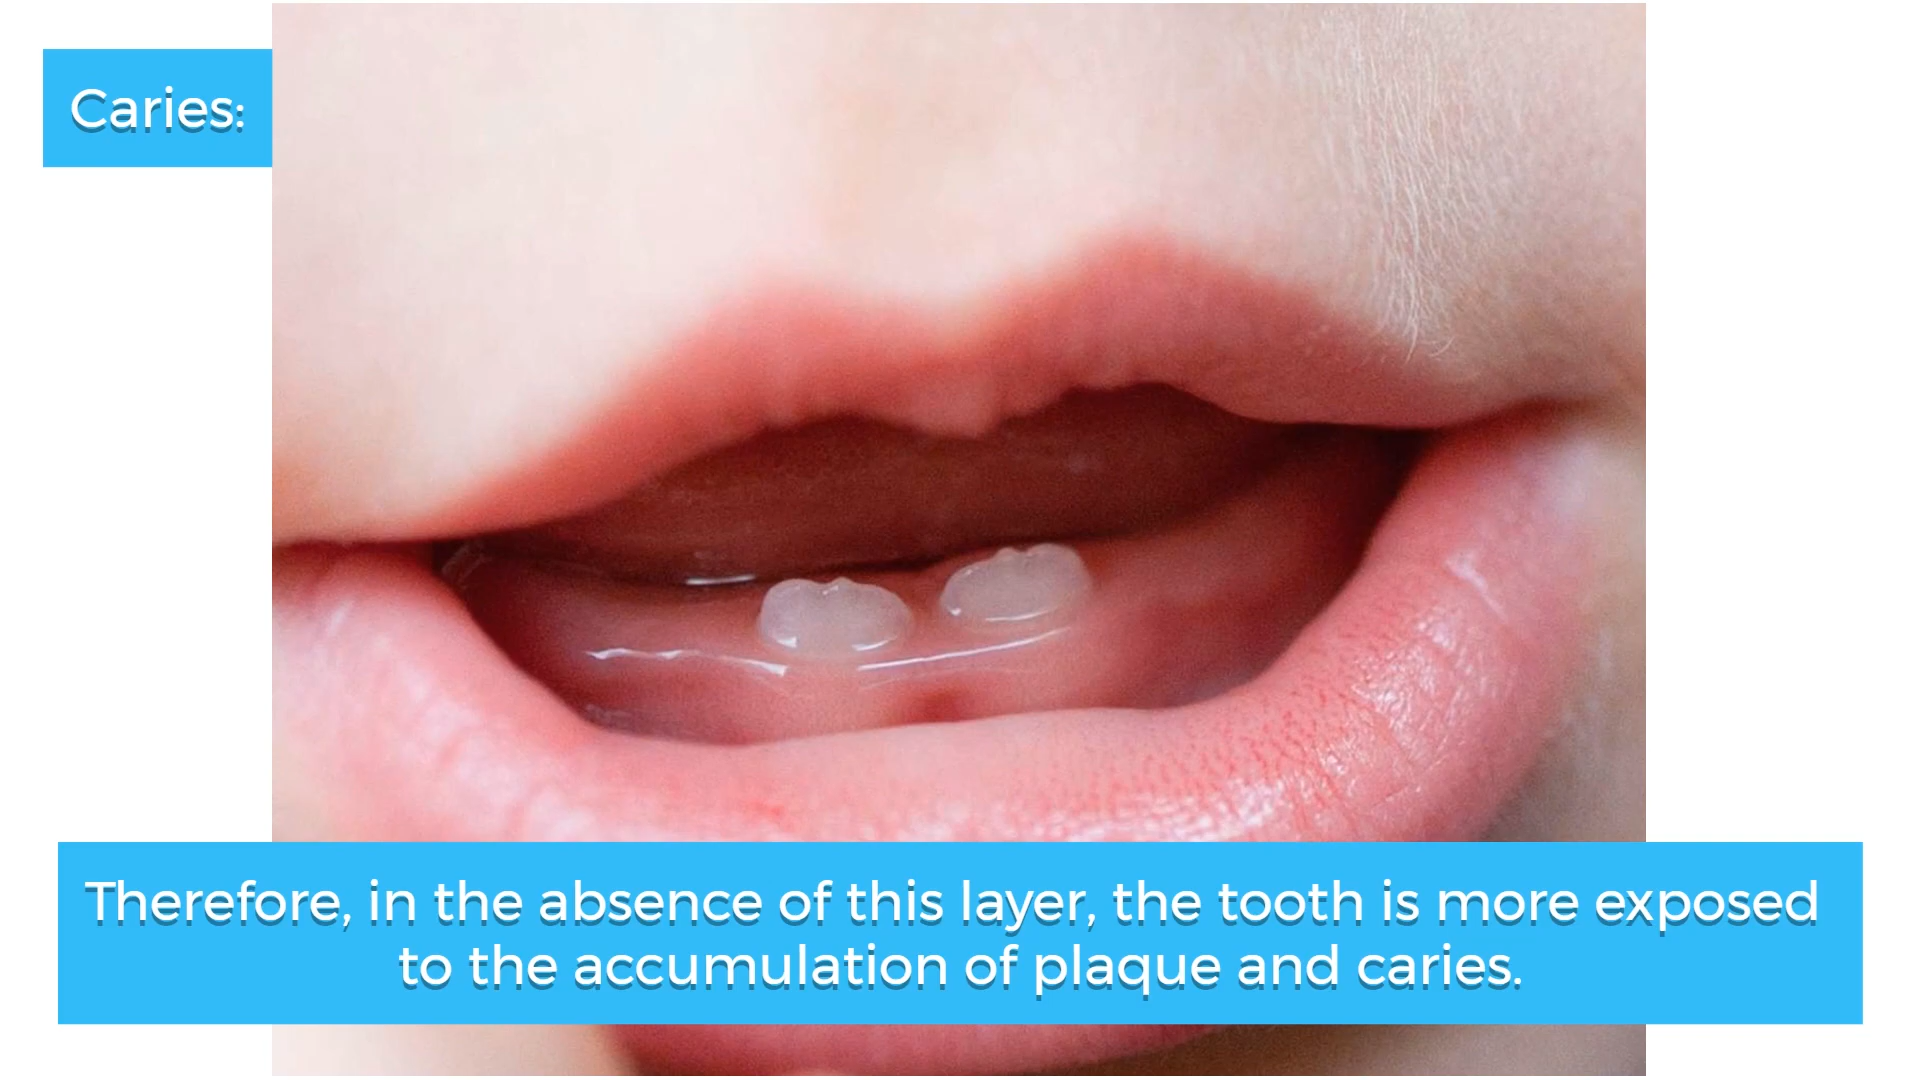 Caries:
Therefore, in the absence of this layer, the tooth is more exposed
to the accumulation of plaque and caries.